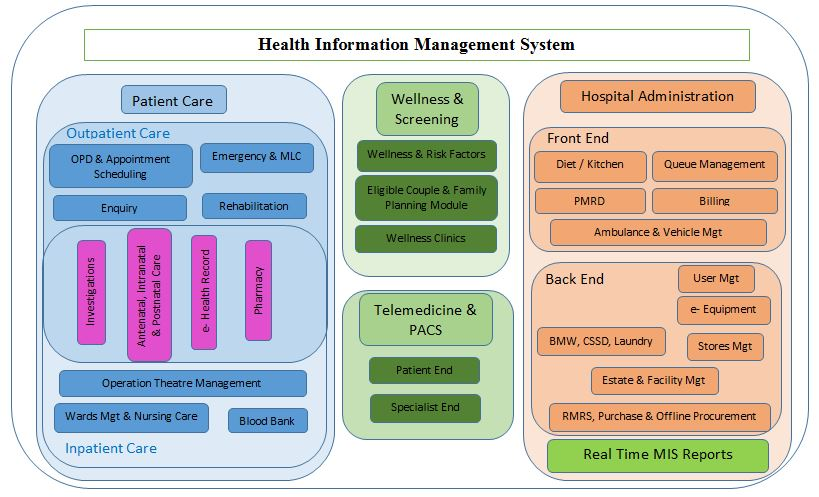 Health Information Management System
Patient Care
Outpatient Care
OPD & Appointment
Scheduling
Emergency & MLC
Enquiry
Rehabilitation
Investigations
Antenatal, Intranatal
& Postnatal Care
e- Health Record
Pharmacy
Operation Theatre Management
Wards Mgt & Nursing Care
Blood Bank
Inpatient Care
Wellness &
Screening
Wellness & Risk Factors
Eligible Couple & Family
Planning Module
Wellness Clinics
Telemedicine &
PACS
Patient End
Specialist End
Hospital Administration
Front End
Diet / Kitchen
Queue Management
PMRD
Billing
Ambulance & Vehicle Mgt
Back End
User Mgt
e- Equipment
BMW, CSSD, Laundry
Stores Mgt
Estate & Facility Mgt
RMRS, Purchase & Offline Procurement
Real Time MIS Reports